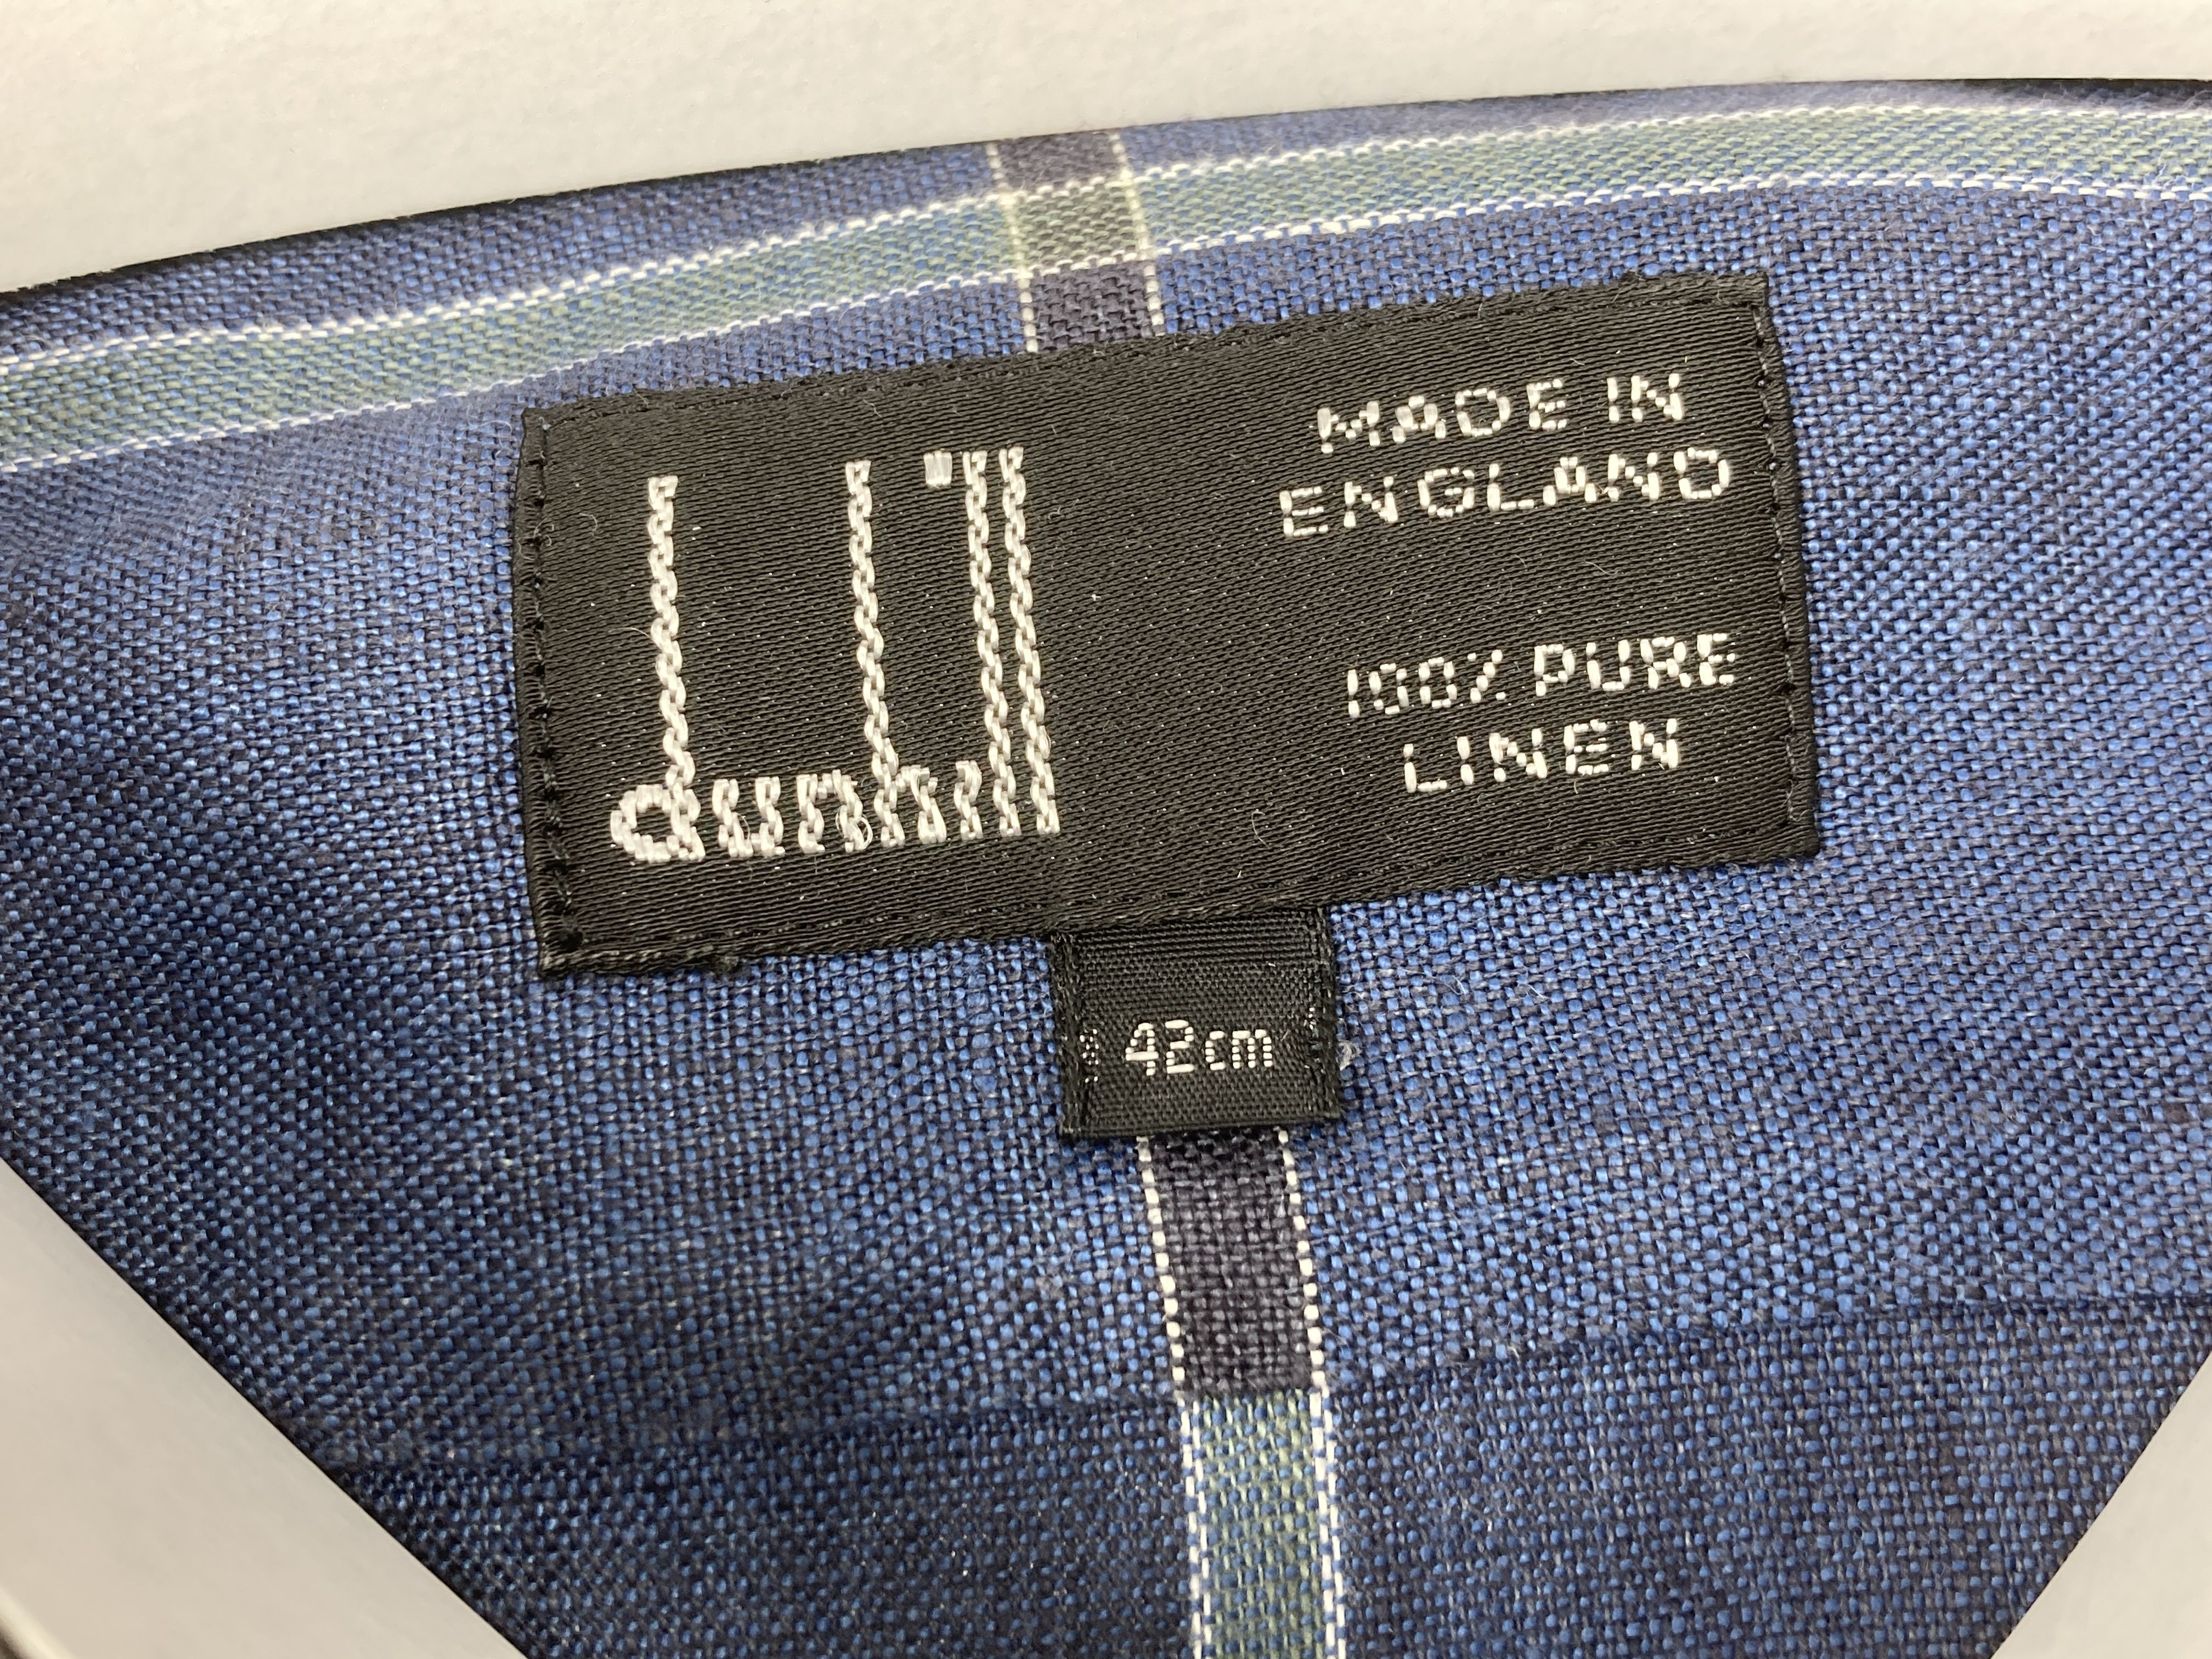 dunhill
MADE IN
ENGLAND
100% PURE
LINEN
42cm